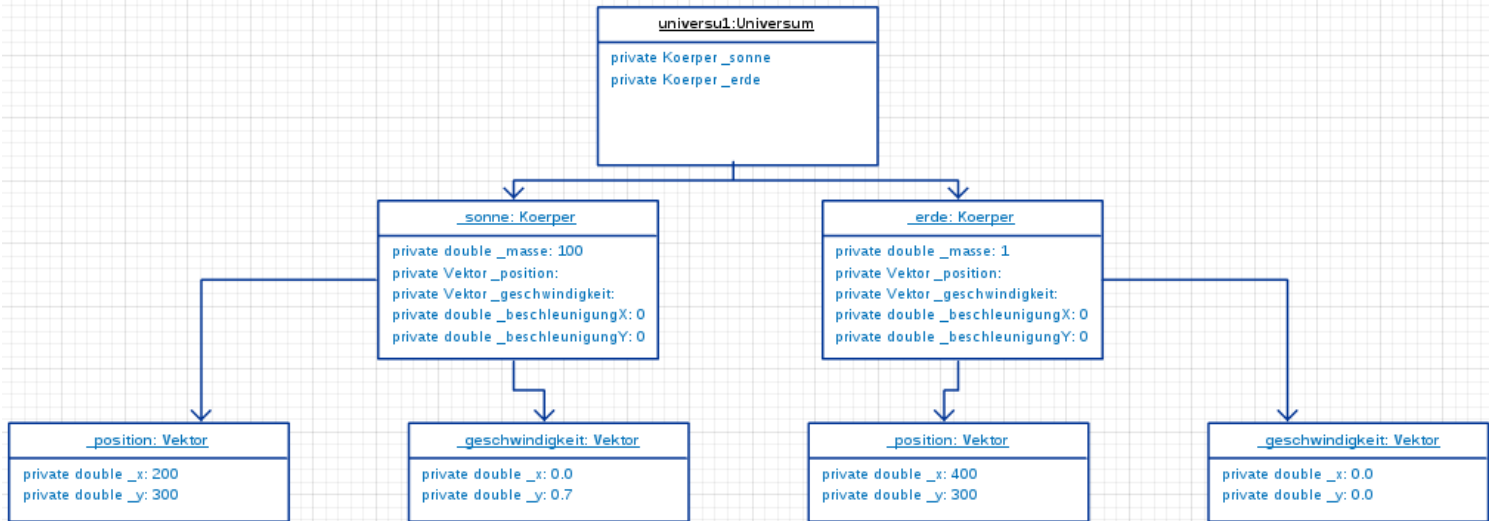 universu1:Universum
private Koerper _sonne
private Koerper _erde
_sonne: Koerper
private double _masse: 100
private Vektor _position:
private Vektor _geschwindigkeit:
private double _beschleunigungX: 0
private double _beschleunigungY: 0
_erde: Koerper
private double _masse: 1
private Vektor _position:
private Vektor _geschwindigkeit:
private double _beschleunigungX: 0
private double _beschleunigungY: 0
_position: Vektor
private double _x: 200
private double _y: 300
_geschwindigkeit: Vektor
private double _x: 0.0
private double _y: 0.7
_position: Vektor
private double _x: 400
private double _y: 300
_geschwindigkeit: Vektor
private double _x: 0.0
private double _y: 0.0